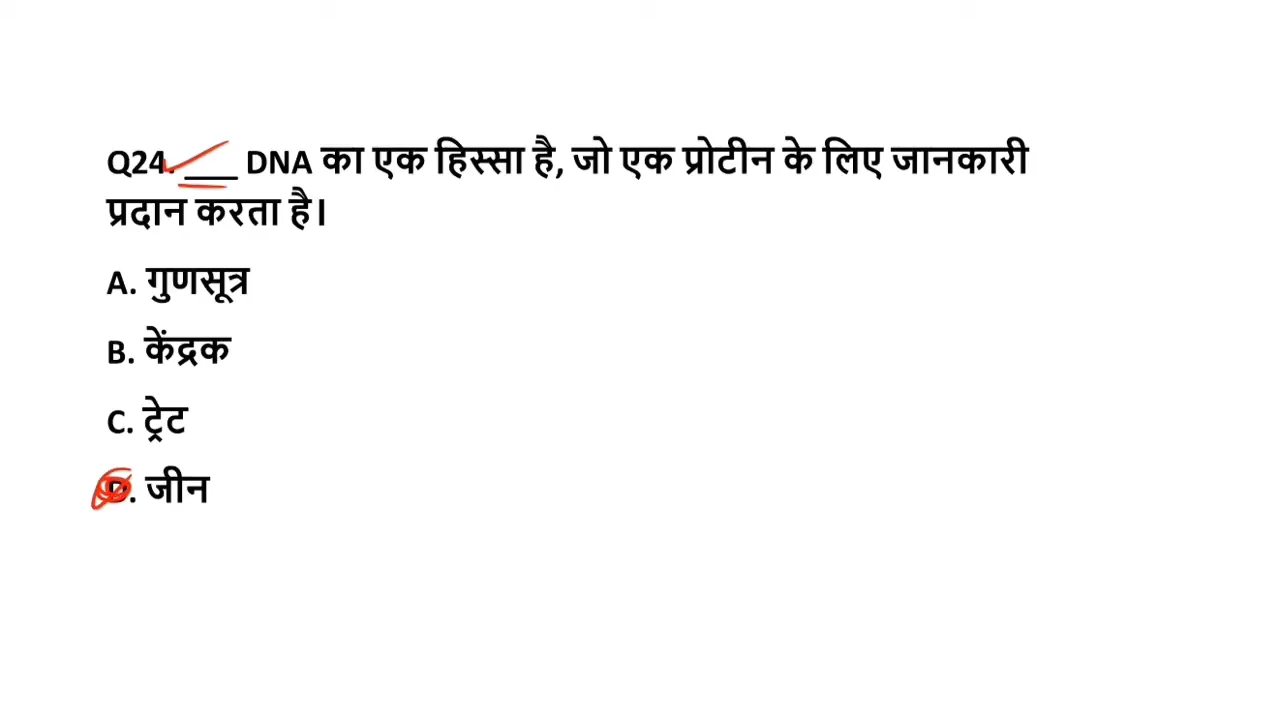 Q24. ___ DNA का एक हिस्सा है, जो एक प्रोटीन के लिए जानकारी
प्रदान करता है।
A. गुणसूत्र
B. केंद्रक
C. ट्रेट
D. जीन